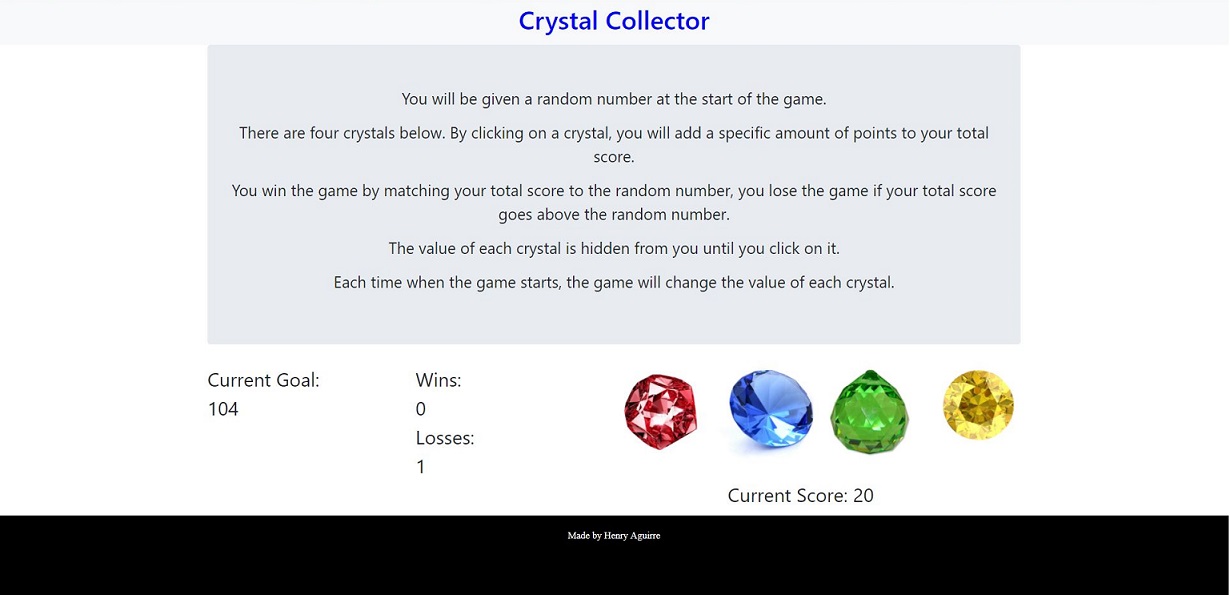 Crystal Collector
You will be given a random number at the start of the game.
There are four crystals below. By clicking on a crystal, you will add a specific amount of points to your total
score.
You win the game by matching your total score to the random number, you lose the game if your total score
goes above the random number.
The value of each crystal is hidden from you until you click on it.
Each time when the game starts, the game will change the value of each crystal.
Current Goal:
104
Wins:
0
Losses:
1
Current Score: 20
Made by Henry Aguirre